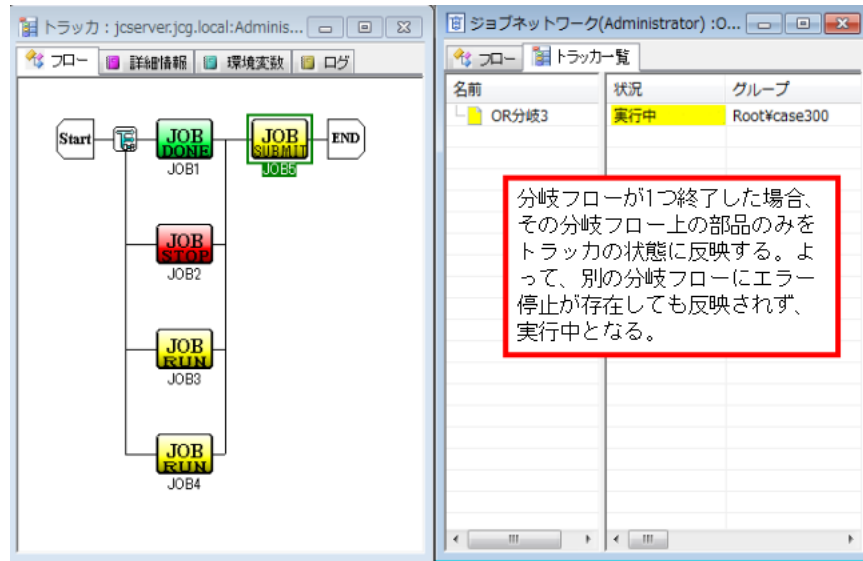 トラッカ : jcserver.jcg.local:Adminis...
フロー 詳細情報 環境変数 ログ
Start
OR
JOB
DONE
JOB1
JOB
SUBMIT
JOB5
END
JOB
STOP
JOB2
JOB
RUN
JOB3
JOB
RUN
JOB4
ジョブネットワーク(Administrator) :O...
フロー トラッカ一覧
名前 状況 グループ
OR分岐3 実行中 Root¥case300
分岐フローが1つ終了した場合、
その分岐フロー上の部品のみを
トラッカの状態に反映する。よ
って、別の分岐フローにエラー
停止が存在しても反映されず、
実行中となる。